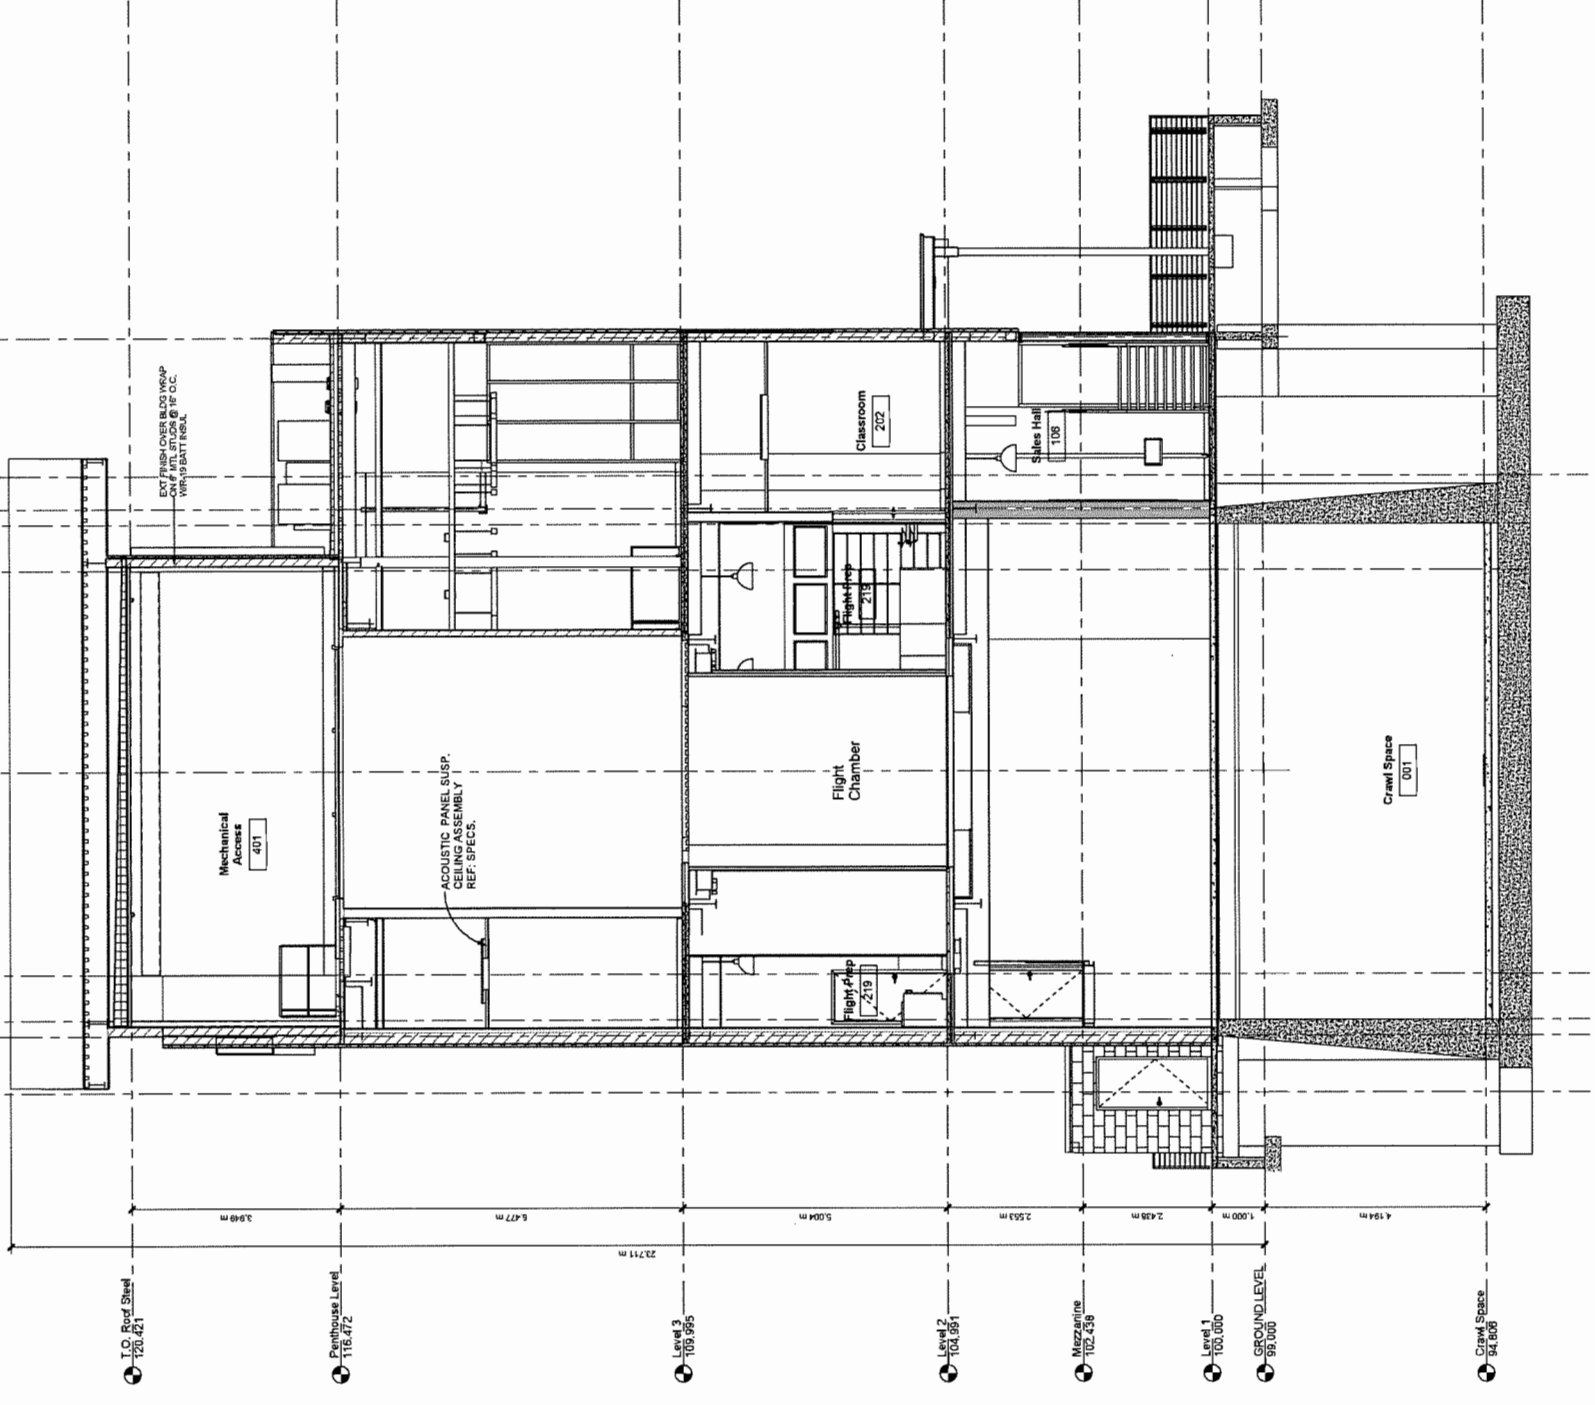 EXT FINISH OVER BLDG WRAP
ON 6" MTL STUDS @ 16" O.C.
W/R-19 BATT INSUL
Mechanical
Access
401
ACOUSTIC PANEL SUSP.
CEILING ASSEMBLY
REF: SPECS.
Classroom
202
Flight Prep
219
Flight
Chamber
Flight Prep
219
Sales Hall
108
Crawl Space
001
3.949 m
6.477 m
5.004 m
2.553 m
2.438 m
1.000 m
4.194 m
23.711 m
T.O. Roof Steel
120.421
Penthouse Level
116.472
Level 3
109.995
Level 2
104.991
Mezzanine
102.438
Level 1
100.000
GROUND LEVEL
99.000
Crawl Space
94.806